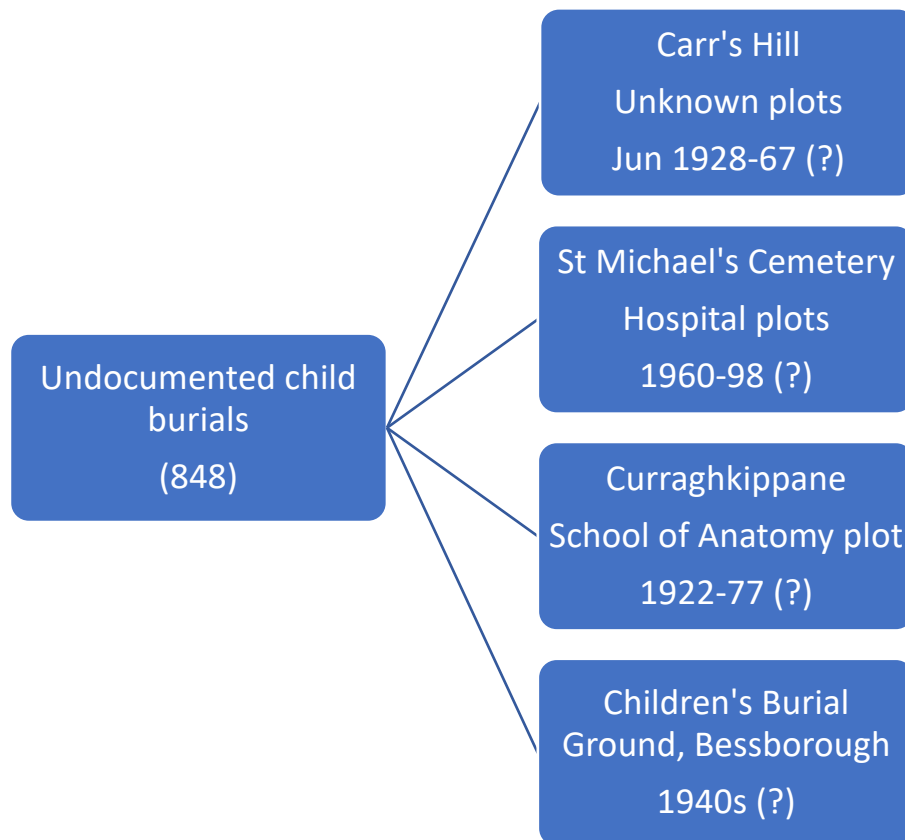 Undocumented child
burials
(848)
Carr's Hill
Unknown plots
Jun 1928-67 (?)
St Michael's Cemetery
Hospital plots
1960-98 (?)
Curraghkippane
School of Anatomy plot
1922-77 (?)
Children's Burial
Ground, Bessborough
1940s (?)